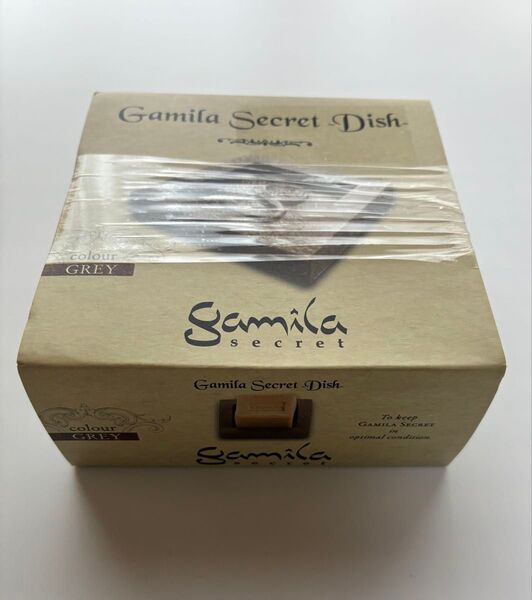 Gamila Secret -Dish-
colour
GREY
gamila
secret
Gamila Secret Dish-
colour
GREY
To keep
GAMILA SECRET
in
optimal condition.
gamila
secret